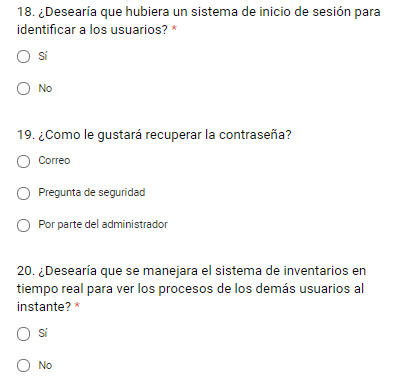 18. ¿Desearía que hubiera un sistema de inicio de sesión para
identificar a los usuarios? *
Sí
No
19. ¿Como le gustará recuperar la contraseña?
Correo
Pregunta de seguridad
Por parte del administrador
20. ¿Desearía que se manejara el sistema de inventarios en
tiempo real para ver los procesos de los demás usuarios al
instante? *
Sí
No